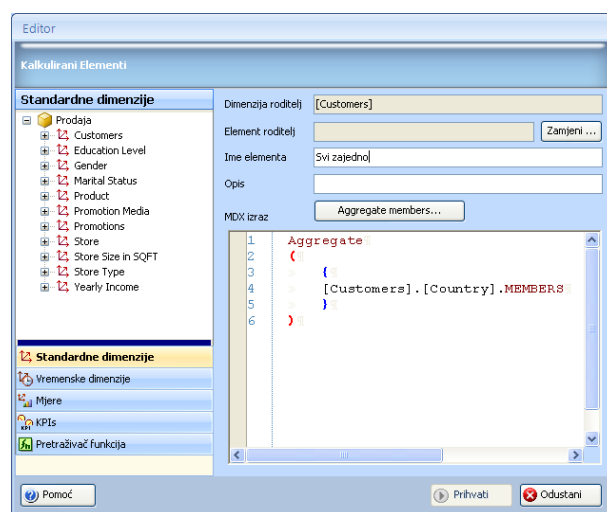 Editor
Kalkulirani Elementi
Standardne dimenzije
Prodaja
Customers
Education Level
Gender
Marital Status
Product
Promotion Media
Promotions
Store
Store Size in SQFT
Store Type
Yearly Income
Standardne dimenzije
Vremenske dimenzije
Mjere
KPIs
Pretraživač funkcija
Dimenzija roditelj [Customers]
Element roditelj Zamjeni ...
Ime elementa Svi zajedno
Opis
MDX izraz Aggregate members...
1 Aggregate
2 (
3 {
4 [Customers].[Country].MEMBERS
5 }
6 )
Pomoć
Prihvati
Odustani